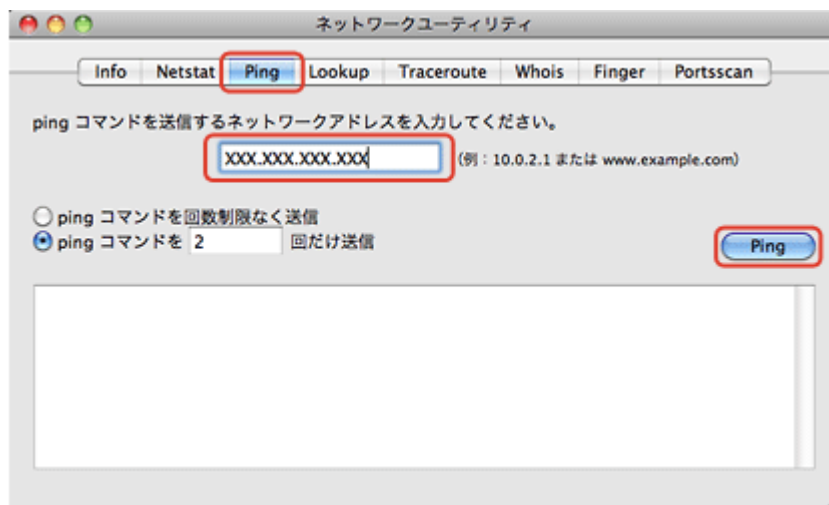 ネットワークユーティリティ
Info Netstat Ping Lookup Traceroute Whois Finger Portsscan
ping コマンドを送信するネットワークアドレスを入力してください。
XXX.XXX.XXX.XXX (例：10.0.2.1 または www.example.com)
ping コマンドを回数制限なく送信
ping コマンドを 2 回だけ送信
Ping